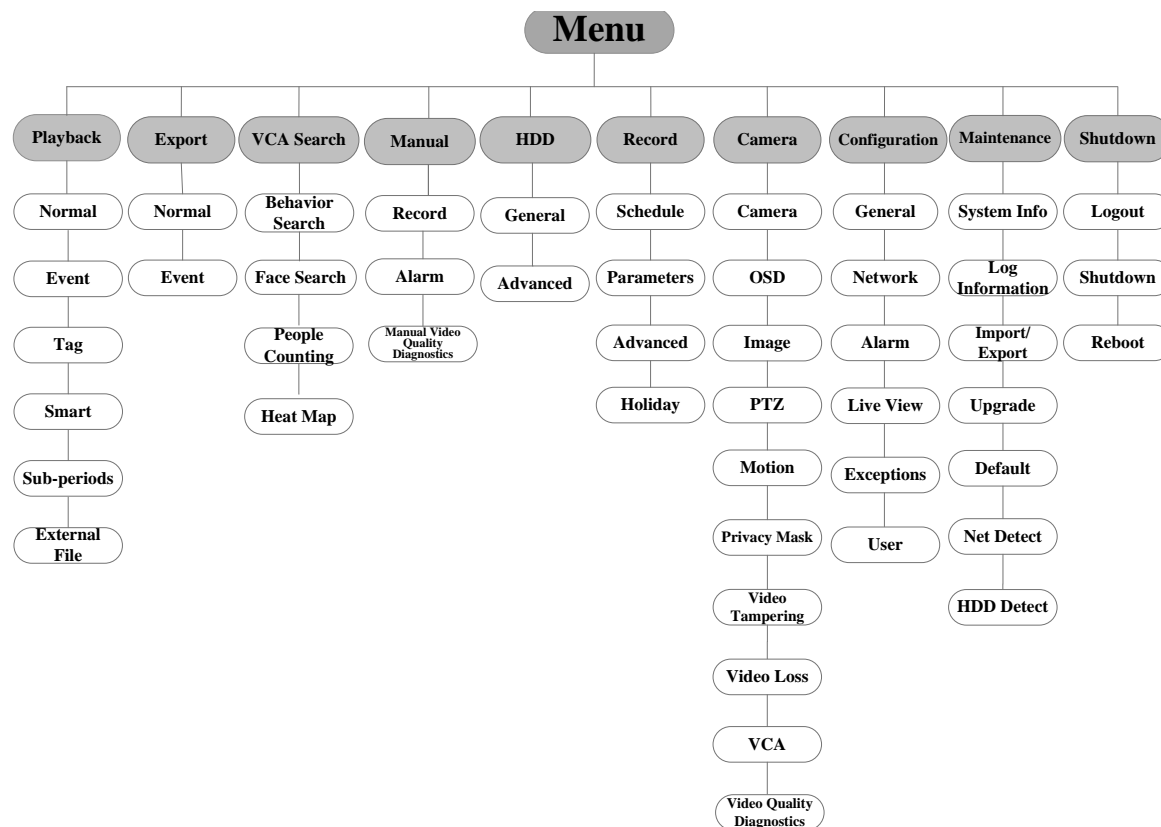 Menu
Playback
Export
VCA Search
Manual
HDD
Record
Camera
Configuration
Maintenance
Shutdown
Normal
Normal
Behavior
Search
Record
General
Schedule
Camera
General
System Info
Logout
Event
Event
Face Search
Alarm
Advanced
Parameters
OSD
Network
Log
Information
Shutdown
Tag
People
Counting
Manual Video
Quality
Diagnostics
Advanced
Image
Alarm
Import/
Export
Reboot
Smart
Heat Map
Holiday
PTZ
Live View
Upgrade
Sub-periods
Motion
Exceptions
Default
External
File
Privacy Mask
User
Net Detect
Video
Tampering
HDD Detect
Video Loss
VCA
Video Quality
Diagnostics